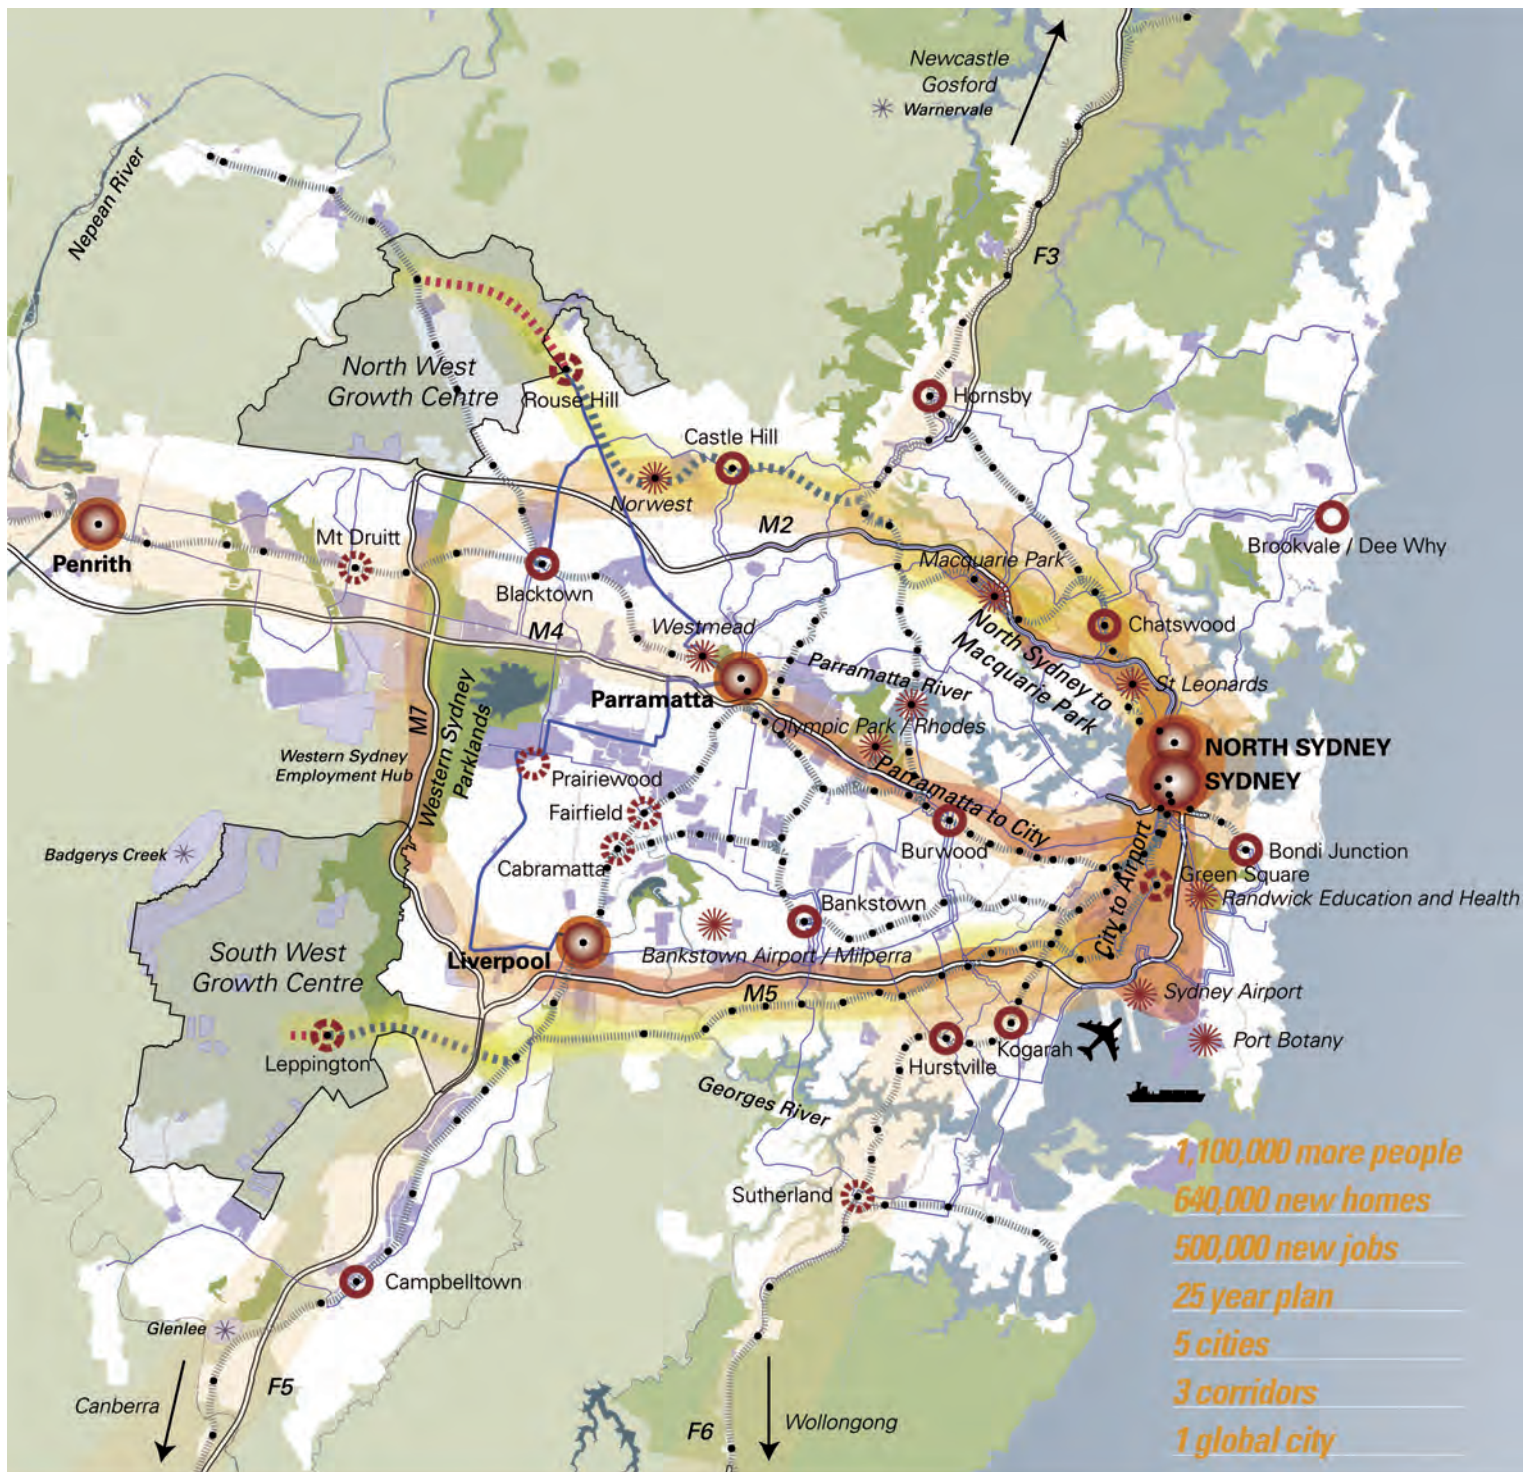 Newcastle
Gosford
Warnervale
Nepean River
F3
North West
Growth Centre
Rouse Hill
Hornsby
Castle Hill
Norwest
M2
Penrith
Mt Druitt
Blacktown
Macquarie Park
Brookvale / Dee Why
Chatswood
M4
Westmead
North Sydney to
Macquarie Park
Parramatta River
St Leonards
Parramatta
Olympic Park / Rhodes
M7
Western Sydney
Parklands
Western Sydney
Employment Hub
Prairiewood
Parramatta to City
NORTH SYDNEY
SYDNEY
Fairfield
Cabramatta
Burwood
Bondi Junction
Badgerys Creek
City to Airport
Green Square
Randwick Education and Health
Bankstown
South West
Growth Centre
Liverpool
Bankstown Airport / Milperra
M5
Sydney Airport
Leppington
Hurstville
Kogarah
Port Botany
Georges River
Sutherland
Campbelltown
Glenlee
Canberra
F5
F6
Wollongong
1,100,000 more people
640,000 new homes
500,000 new jobs
25 year plan
5 cities
3 corridors
1 global city